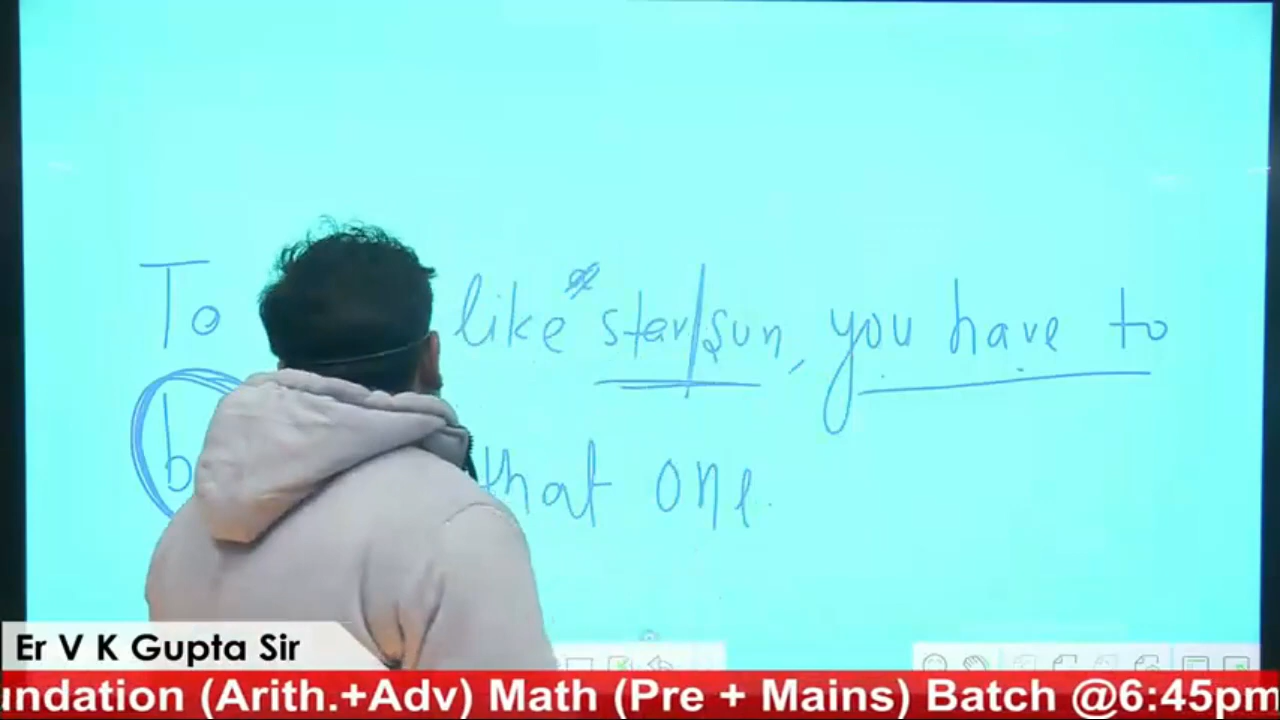 To like star/sun, you have to
that one.
Er V K Gupta Sir
undation (Arith.+Adv) Math (Pre + Mains) Batch @6:45pm